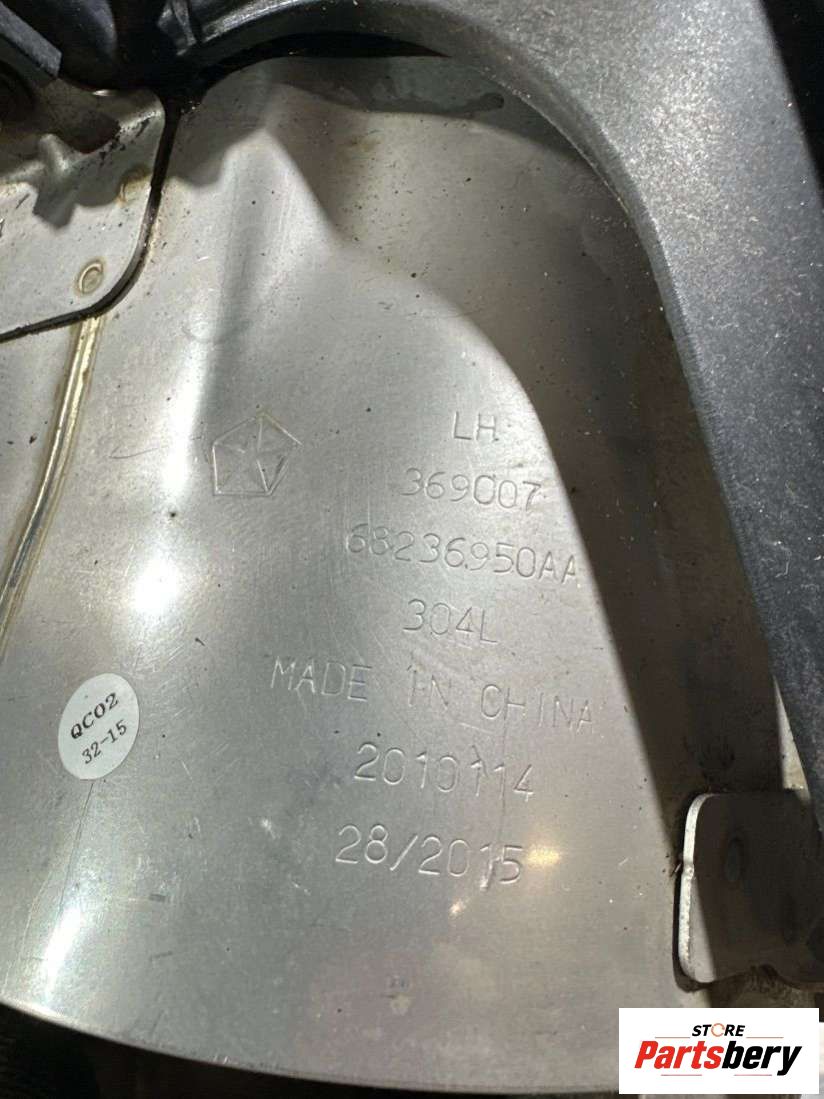 LH
369007
68236950AA
304L
MADE IN CHINA
2010114
28/2015
QC02
32-15
STORE
Partsbery